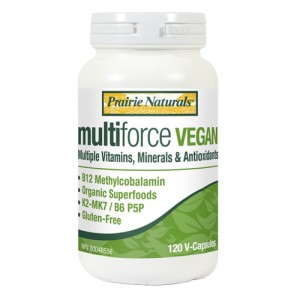 Prairie Naturals
multiforce VEGAN
Multiple Vitamins, Minerals & Antioxidants
• B12 Methylcobalamin
• Organic Superfoods
• K2-MK7 / B6 P5P
• Gluten-Free
120 V-Capsules